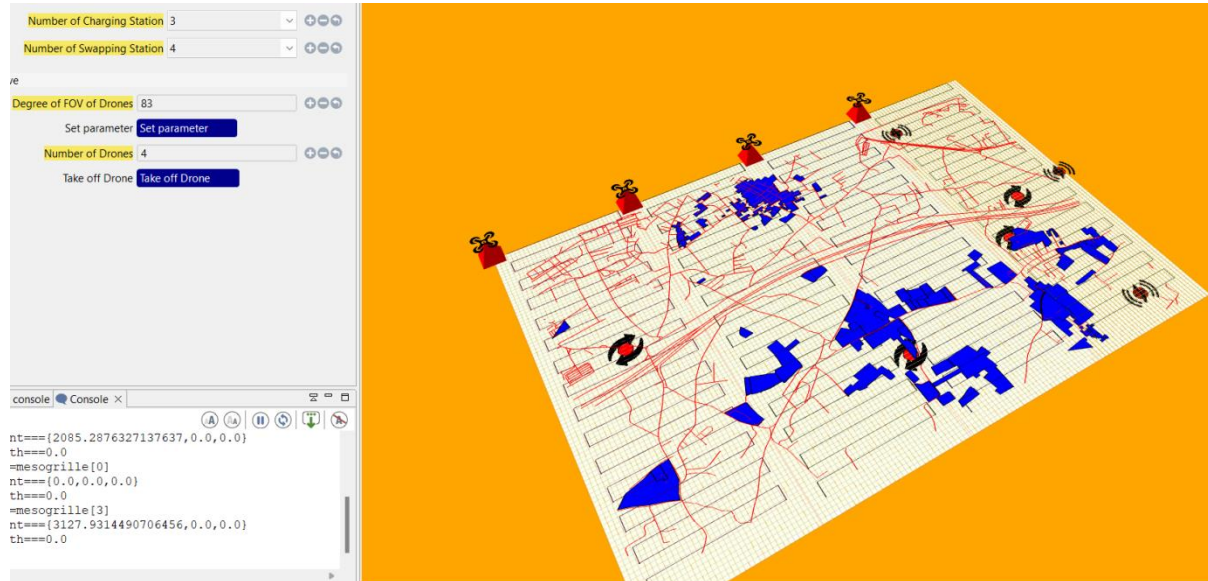 Number of Charging Station 3
Number of Swapping Station 4
ve
Degree of FOV of Drones 83
Set parameter Set parameter
Number of Drones 4
Take off Drone Take off Drone
console Console
nt==={2085.2876327137637,0.0,0.0}
th===0.0
=mesogrille[0]
nt==={0.0,0.0,0.0}
th===0.0
=mesogrille[3]
nt==={3127.9314490706456,0.0,0.0}
th===0.0